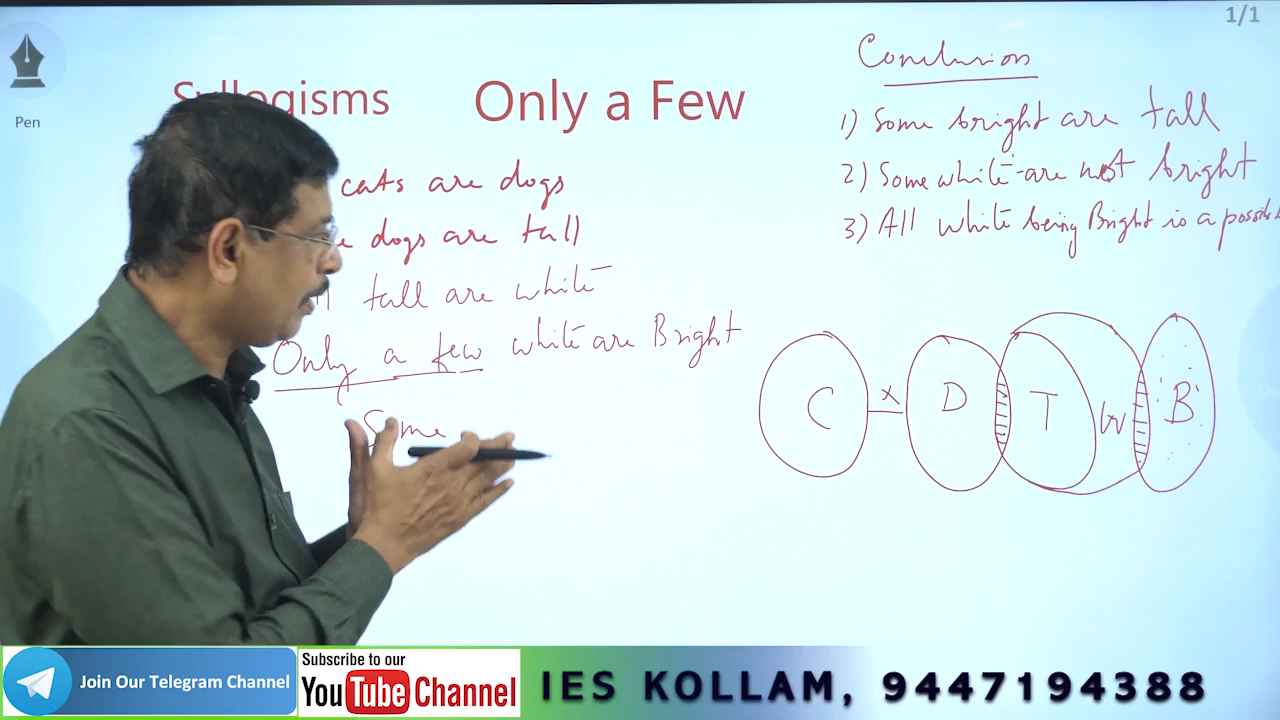 1/1
Pen
Syllogisms Only a Few
cats are dogs
dogs are tall
tall are white
Only a few white are Bright
Some
Conclusion
1) Some bright are tall
2) Some white are not bright
3) All white being Bright is a
C x D T W B
Join Our Telegram Channel
Subscribe to our
YouTube Channel
IES KOLLAM, 9447194388